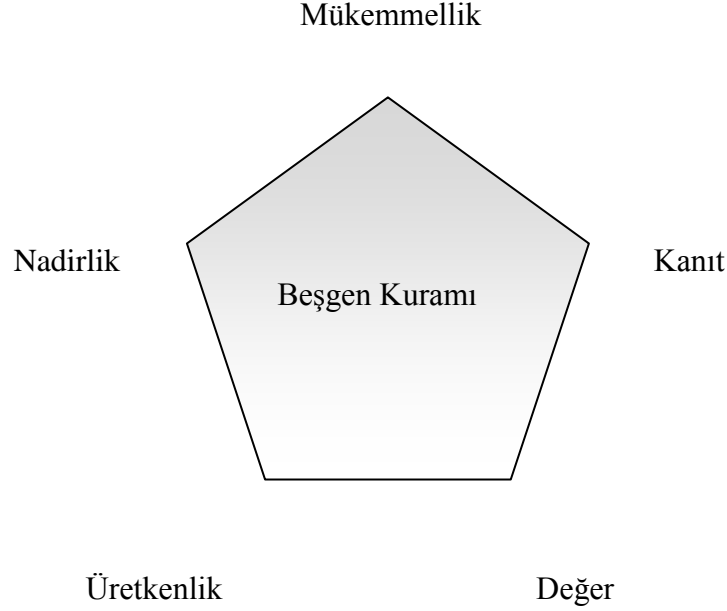 Mükemmellik
Nadirlik
Kanıt
Beşgen Kuramı
Üretkenlik
Değer